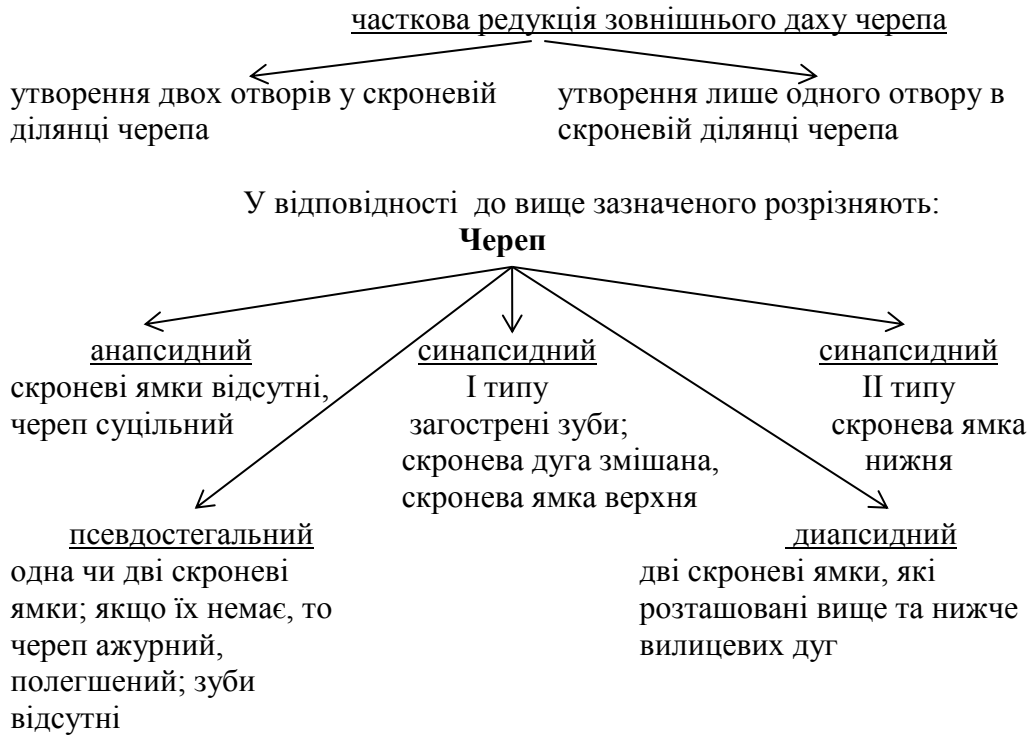 часткова редукція зовнішнього даху черепа
утворення двох отворів у скроневій
ділянці черепа
утворення лише одного отвору в
скроневій ділянці черепа
У відповідності до вище зазначеного розрізняють:
Череп
анапсидний
скроневі ямки відсутні,
череп суцільний
синапсидний
І типу
загострені зуби;
скронева дуга змішана,
скронева ямка верхня
синапсидний
ІІ типу
скронева ямка
нижня
псевдостегальний
одна чи дві скроневі
ямки; якщо їх немає, то
череп ажурний,
полегшений; зуби
відсутні
диапсидний
дві скроневі ямки, які
розташовані вище та нижче
вилицевих дуг